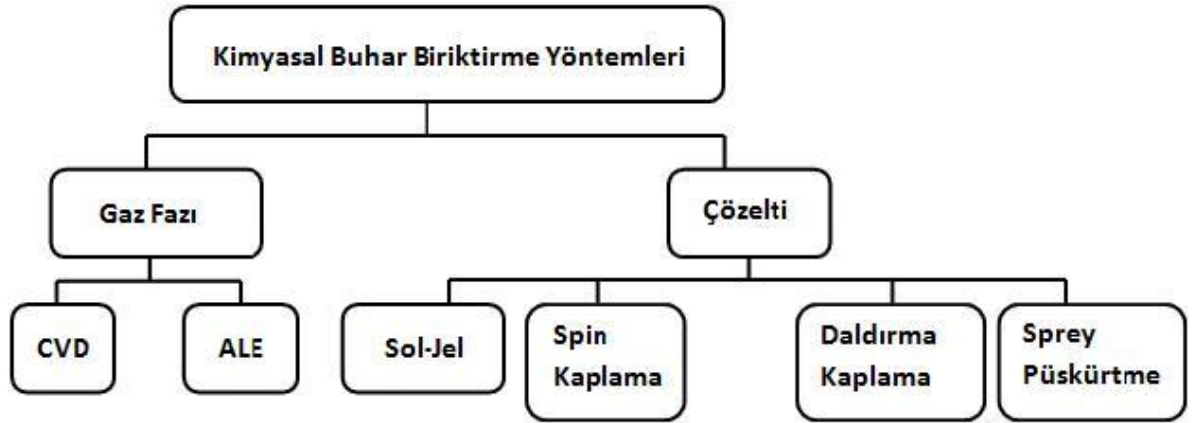 Kimyasal Buhar Biriktirme Yöntemleri
Gaz Fazı
Çözelti
CVD
ALE
Sol-Jel
Spin
Kaplama
Daldırma
Kaplama
Sprey
Püskürtme